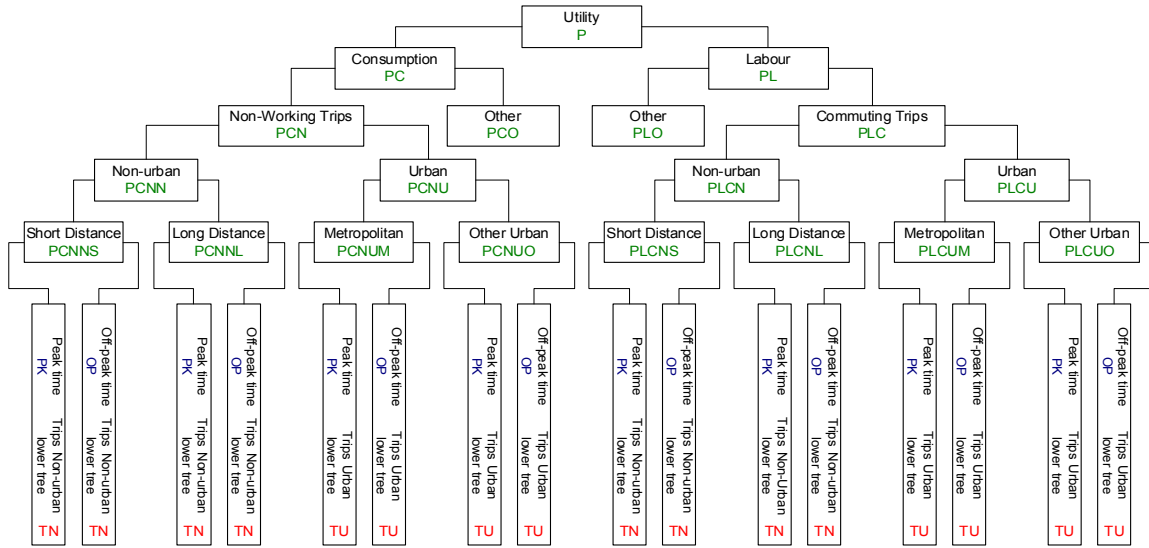 Utility
P
Consumption
PC
Labour
PL
Non-Working Trips
PCN
Other
PCO
Other
PLO
Commuting Trips
PLC
Non-urban
PCNN
Urban
PCNU
Non-urban
PLCN
Urban
PLCU
Short Distance
PCNNS
Long Distance
PCNNL
Metropolitan
PCNUM
Other Urban
PCNUO
Short Distance
PLCNS
Long Distance
PLCNL
Metropolitan
PLCUM
Other Urban
PLCUO
Peak time Trips Non-urban
PK lower tree
TN
Off-peak time Trips Non-urban
OP lower tree
TN
Peak time Trips Non-urban
PK lower tree
TN
Off-peak time Trips Non-urban
OP lower tree
TN
Peak time Trips Urban
PK lower tree
TU
Off-peak time Trips Urban
OP lower tree
TU
Peak time Trips Urban
PK lower tree
TU
Off-peak time Trips Urban
OP lower tree
TU
Peak time Trips Non-Urban
PK lower tree
TN
Off-peak time Trips Non-urban
OP lower tree
TN
Peak time Trips Non-Urban
PK lower tree
TN
Off-peak time Trips Non-urban
OP lower tree
TN
Peak time Trips Urban
PK lower tree
TU
Off-peak time Trips Urban
OP lower tree
TU
Peak time Trips Urban
PK lower tree
TU
Off-peak time Trips Urban
OP lower tree
TU